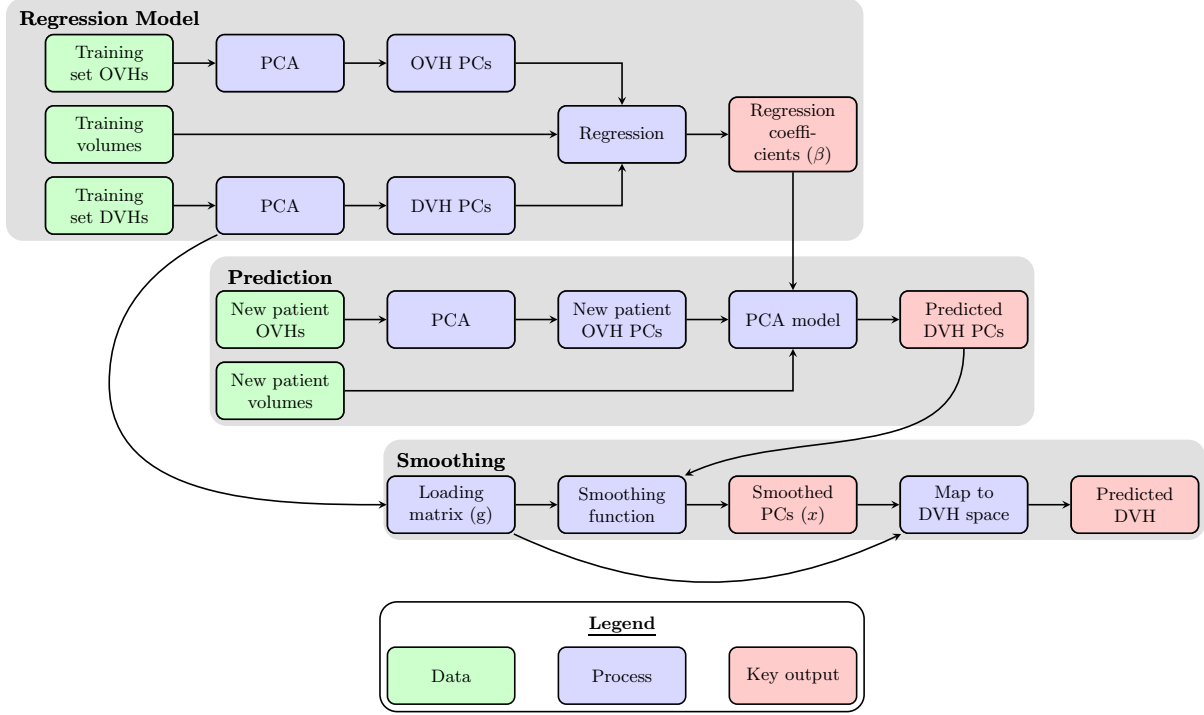 Regression Model
Training
set OVHs
PCA
OVH PCs
Training
volumes
Regression
Regression
coeffi-
cients (β)
Training
set DVHs
PCA
DVH PCs
Prediction
New patient
OVHs
PCA
New patient
OVH PCs
PCA model
Predicted
DVH PCs
New patient
volumes
Smoothing
Loading
matrix (g)
Smoothing
function
Smoothed
PCs (x)
Map to
DVH space
Predicted
DVH
Legend
Data
Process
Key output